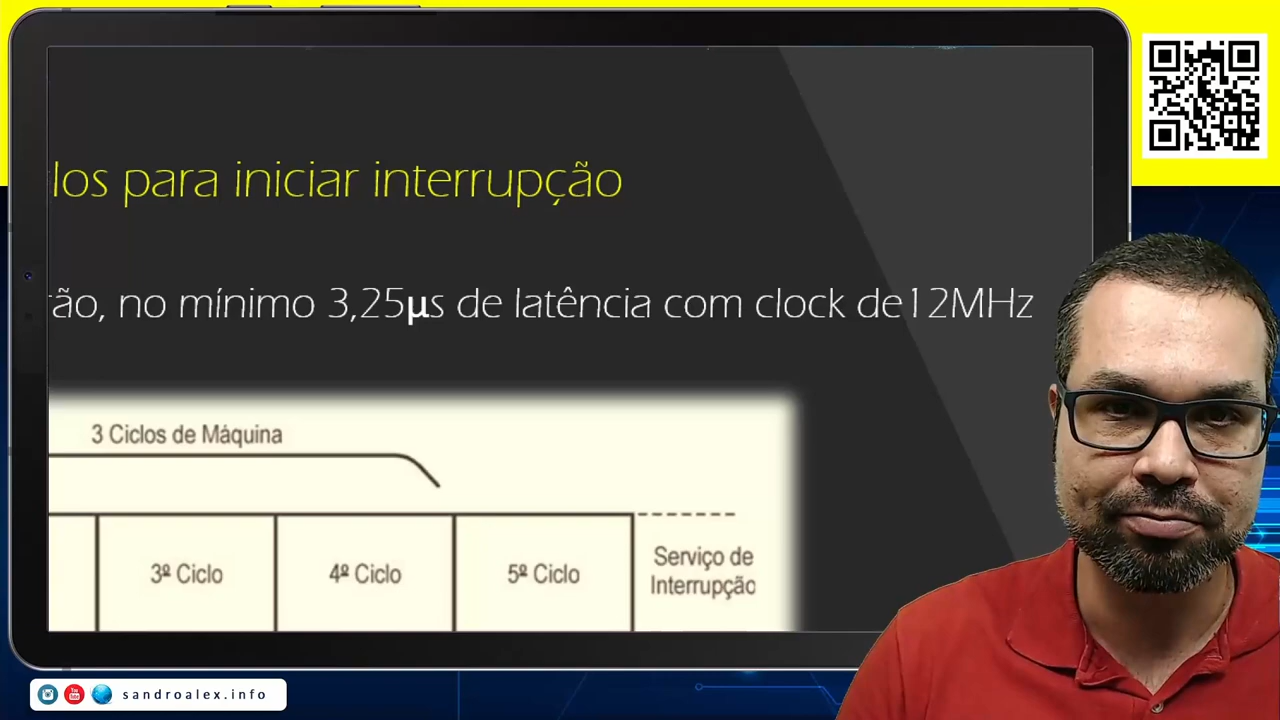 los para iniciar interrupção
ão, no mínimo 3,25µs de latência com clock de12MHz
3 Ciclos de Máquina
3º Ciclo
4º Ciclo
5º Ciclo
Serviço de
Interrupção
sandroalex.info